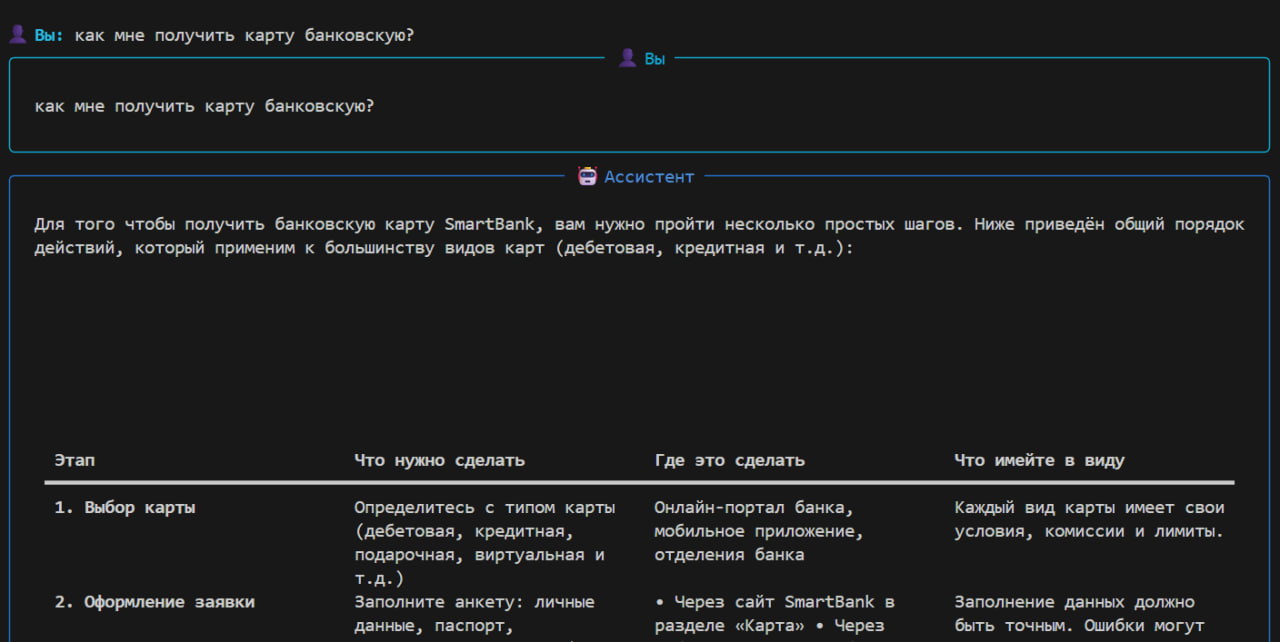 Вы: как мне получить карту банковскую?
Вы
как мне получить карту банковскую?
Ассистент
Для того чтобы получить банковскую карту SmartBank, вам нужно пройти несколько простых шагов. Ниже приведён общий порядок
действий, который применим к большинству видов карт (дебетовая, кредитная и т.д.):
Этап Что нужно сделать Где это сделать Что имейте в виду
1. Выбор карты Определитесь с типом карты Онлайн-портал банка, Каждый вид карты имеет свои
(дебетовая, кредитная, мобильное приложение, условия, комиссии и лимиты.
подарочная, виртуальная и отделения банка
т.д.)
2. Оформление заявки Заполните анкету: личные • Через сайт SmartBank в Заполнение данных должно
данные, паспорт, разделе «Карта» • Через быть точным. Ошибки могут